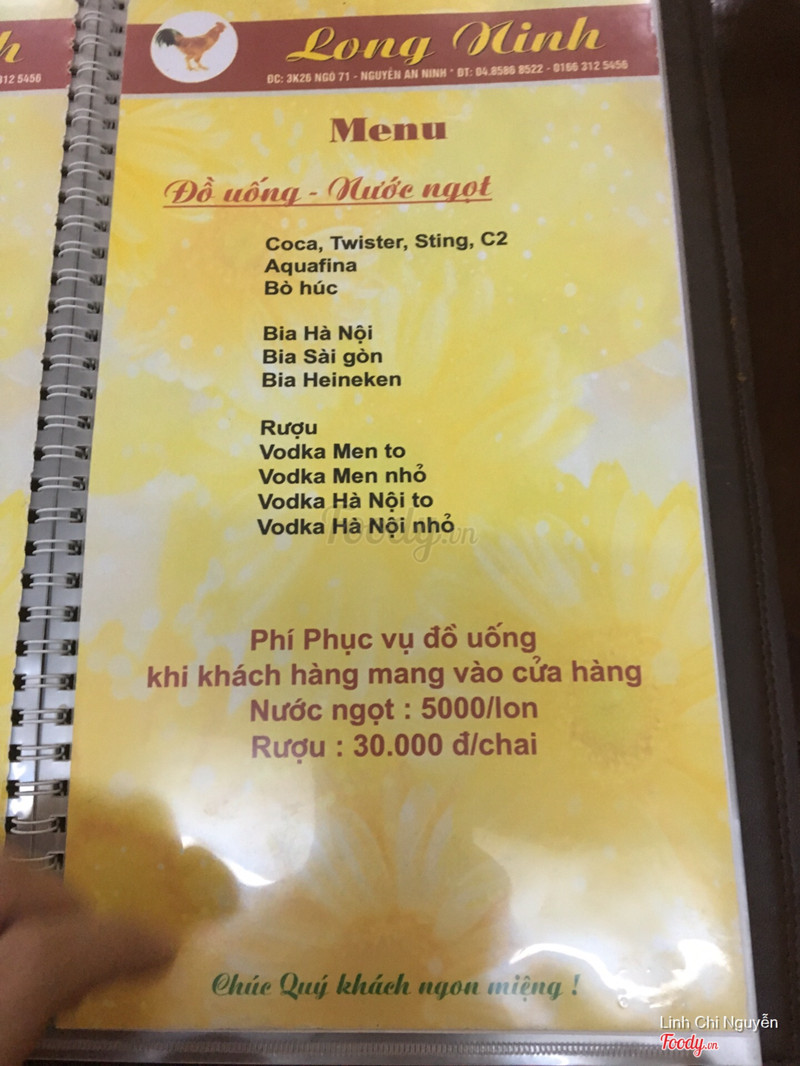 h
312 5456
Long Ninh
ĐC: 3K26 NGÕ 71 - NGUYỄN AN NINH * ĐT: 04.8586 8522 - 0166 312 5456
Menu
Đồ uống - Nước ngọt
Coca, Twister, Sting, C2
Aquafina
Bò húc
Bia Hà Nội
Bia Sài gòn
Bia Heineken
Rượu
Vodka Men to
Vodka Men nhỏ
Vodka Hà Nội to
Vodka Hà Nội nhỏ
Foody.vn
Phí Phục vụ đồ uống
khi khách hàng mang vào cửa hàng
Nước ngọt : 5000/lon
Rượu : 30.000 đ/chai
Chúc Quý khách ngon miệng !
Linh Chi Nguyễn
Foody.vn